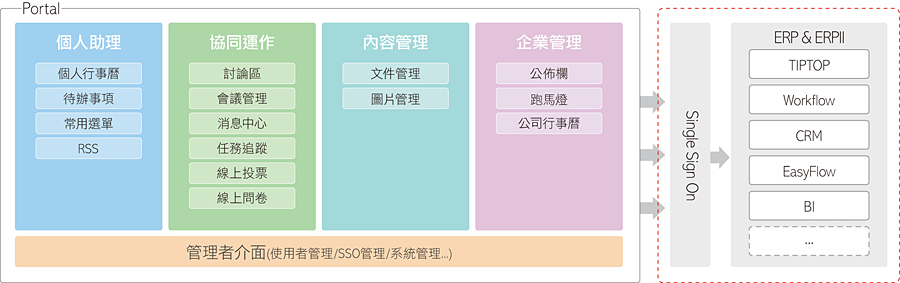 Portal
個人助理
個人行事曆
待辦事項
常用選單
RSS
協同運作
討論區
會議管理
消息中心
任務追蹤
線上投票
線上問卷
內容管理
文件管理
圖片管理
企業管理
公佈欄
跑馬燈
公司行事曆
管理者介面(使用者管理/SSO管理/系統管理...)
Single Sign On
ERP & ERPII
TIPTOP
Workflow
CRM
EasyFlow
BI
...